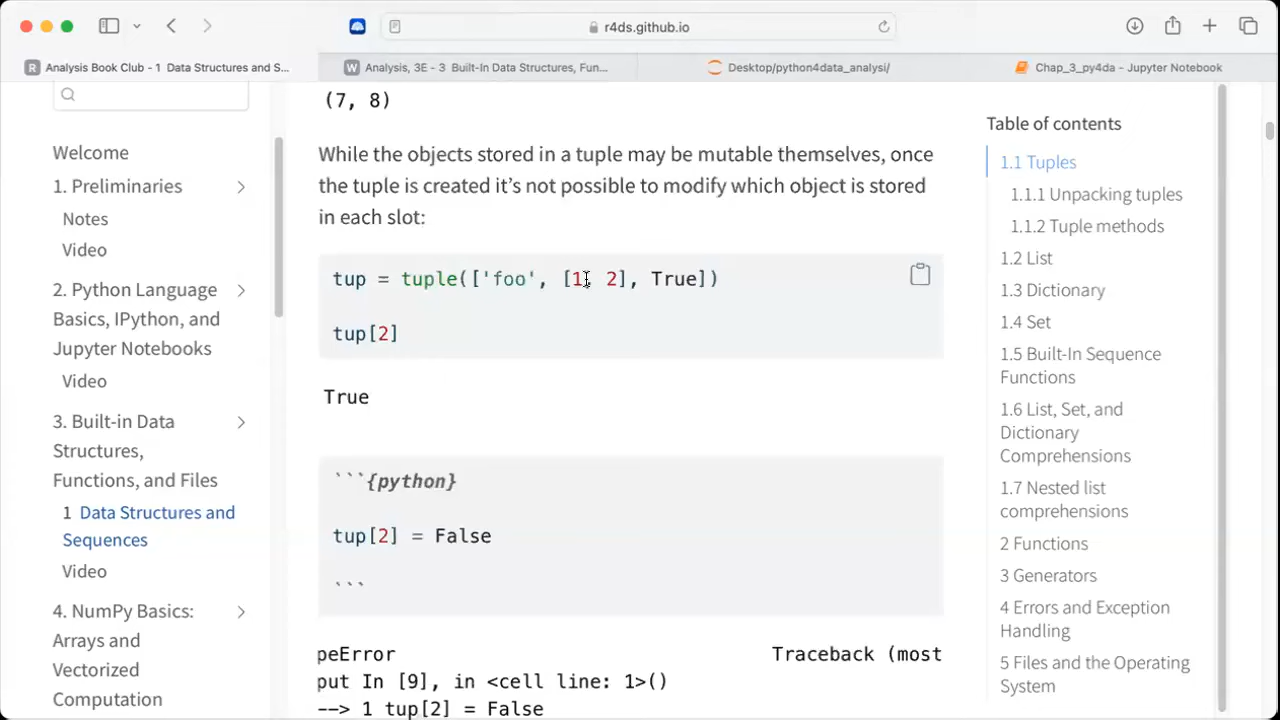 r4ds.github.io
Analysis Book Club - 1 Data Structures and S...
Analysis, 3E - 3 Built-In Data Structures, Fun...
Desktop/python4data_analysi/
Chap_3_py4da - Jupyter Notebook
Welcome
1. Preliminaries
Notes
Video
2. Python Language
Basics, IPython, and
Jupyter Notebooks
Video
3. Built-in Data
Structures,
Functions, and Files
1 Data Structures and
Sequences
Video
4. NumPy Basics:
Arrays and
Vectorized
Computation
(7, 8)
While the objects stored in a tuple may be mutable themselves, once
the tuple is created it’s not possible to modify which object is stored
in each slot:
tup = tuple(['foo', [1, 2], True])
tup[2]
True
```{python}
tup[2] = False
```
peError Traceback (most
put In [9], in <cell line: 1>()
--> 1 tup[2] = False
Table of contents
1.1 Tuples
1.1.1 Unpacking tuples
1.1.2 Tuple methods
1.2 List
1.3 Dictionary
1.4 Set
1.5 Built-In Sequence
Functions
1.6 List, Set, and
Dictionary
Comprehensions
1.7 Nested list
comprehensions
2 Functions
3 Generators
4 Errors and Exception
Handling
5 Files and the Operating
System